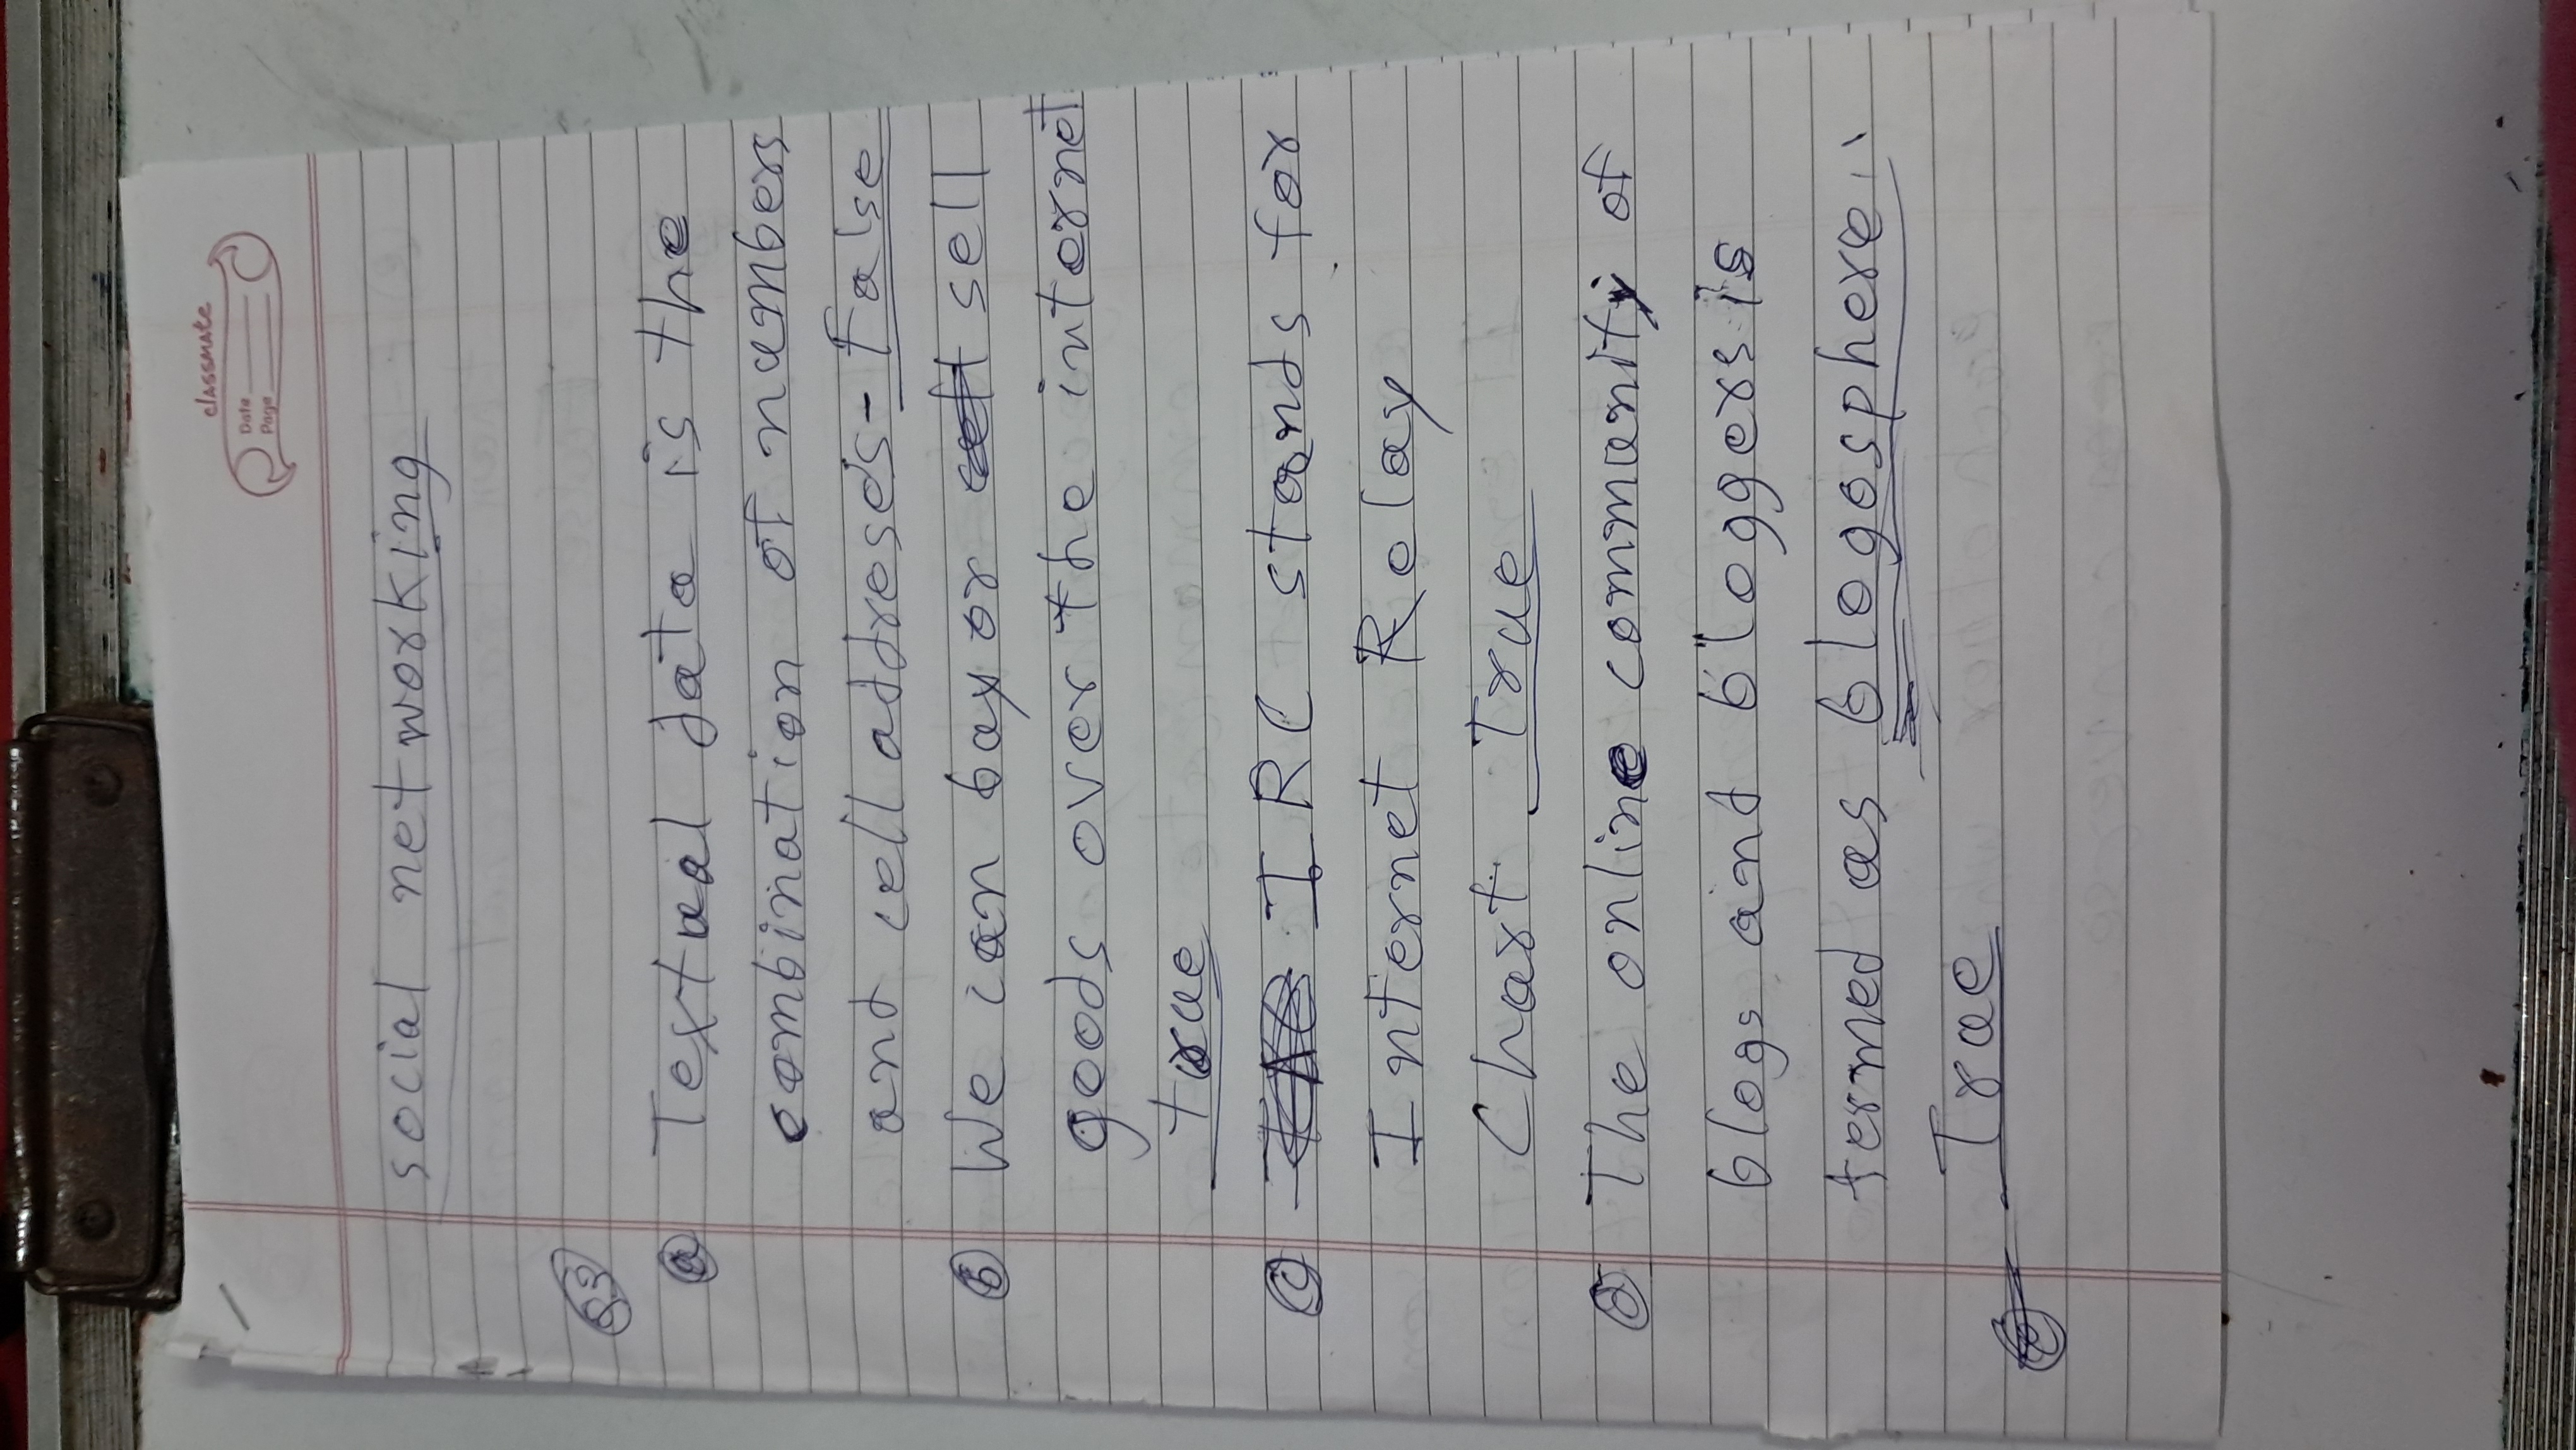 classmate
Date
Page
social networking
a Textual data is the
combination of numbers
and cell addreses - false
b We can bay or sell
goods over the internet
true
c IRC stands for
Internet Relay
Chart True
d The online community of
blogs and bloggers is
termed as blogosphere.
True
e